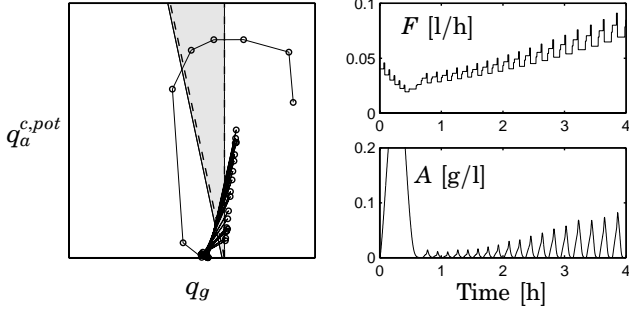 q_a^{c,pot}
q_g
F [l/h]
0.1
0.05
0
0 1 2 3 4
A [g/l]
0.2
0.1
0
0 1 2 3 4
Time [h]